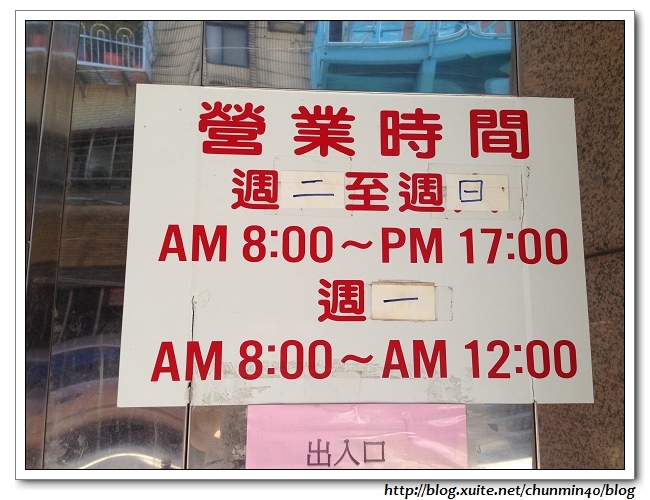 營業時間
週二至週日
AM 8:00～PM 17:00
週一
AM 8:00～AM 12:00
出入口
http://blog.xuite.net/chunmin40/blog